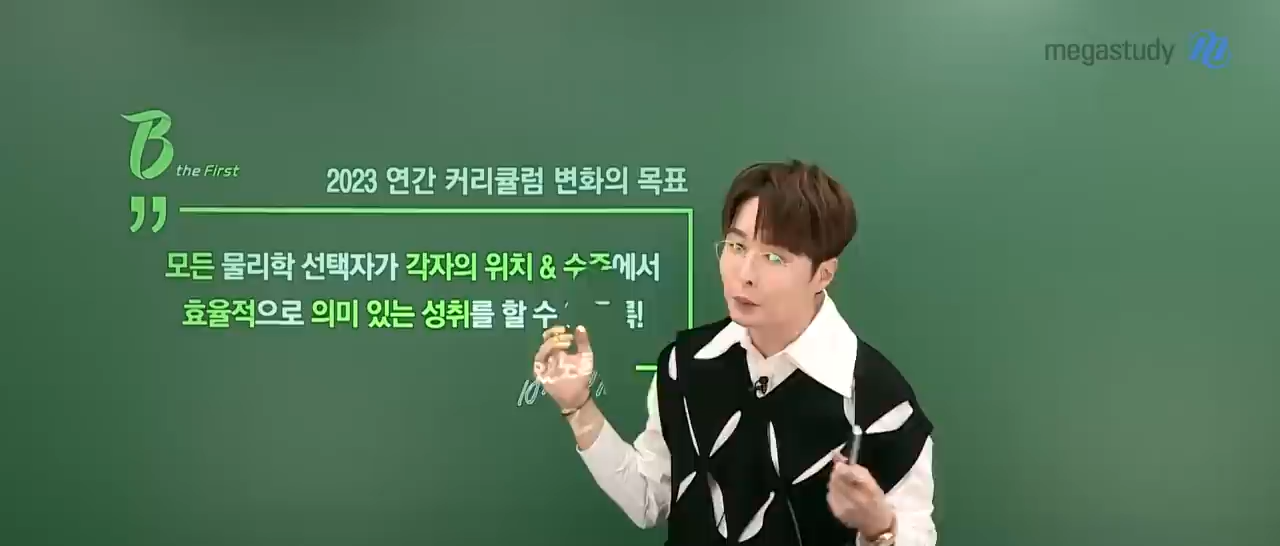 megastudy
B the First
2023 연간 커리큘럼 변화의 목표
모든 물리학 선택자가 각자의 위치 & 수준에서
효율적으로 의미 있는 성취를 할 수